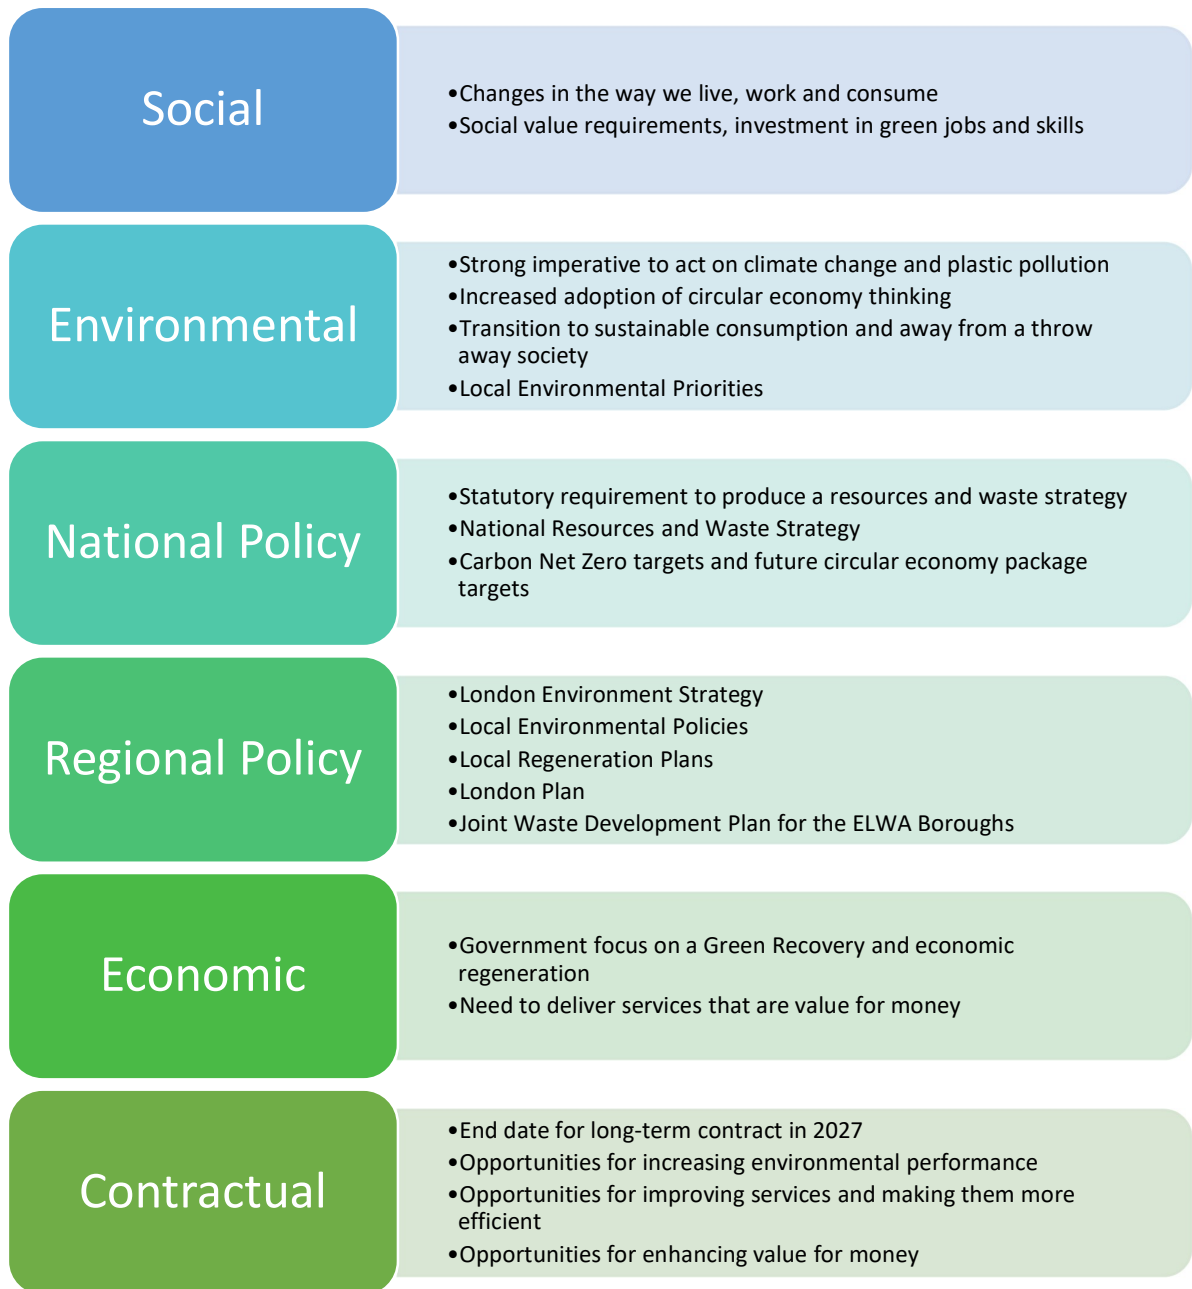 Social
•Changes in the way we live, work and consume
•Social value requirements, investment in green jobs and skills
Environmental
•Strong imperative to act on climate change and plastic pollution
•Increased adoption of circular economy thinking
•Transition to sustainable consumption and away from a throw
away society
•Local Environmental Priorities
National Policy
•Statutory requirement to produce a resources and waste strategy
•National Resources and Waste Strategy
•Carbon Net Zero targets and future circular economy package
targets
Regional Policy
•London Environment Strategy
•Local Environmental Policies
•Local Regeneration Plans
•London Plan
•Joint Waste Development Plan for the ELWA Boroughs
Economic
•Government focus on a Green Recovery and economic
regeneration
•Need to deliver services that are value for money
Contractual
•End date for long-term contract in 2027
•Opportunities for increasing environmental performance
•Opportunities for improving services and making them more
efficient
•Opportunities for enhancing value for money